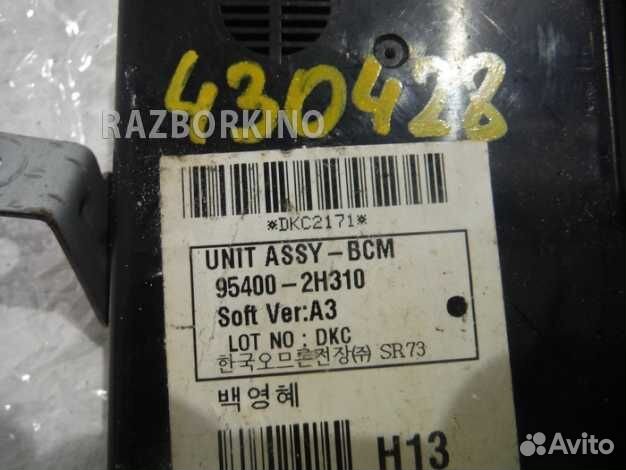 430428
RAZBORKINO
*DKC2171*
UNIT ASSY-BCM
95400-2H310
Soft Ver:A3
LOT NO : DKC
한국오므론전장㈜ SR73
백영혜
H13
Avito